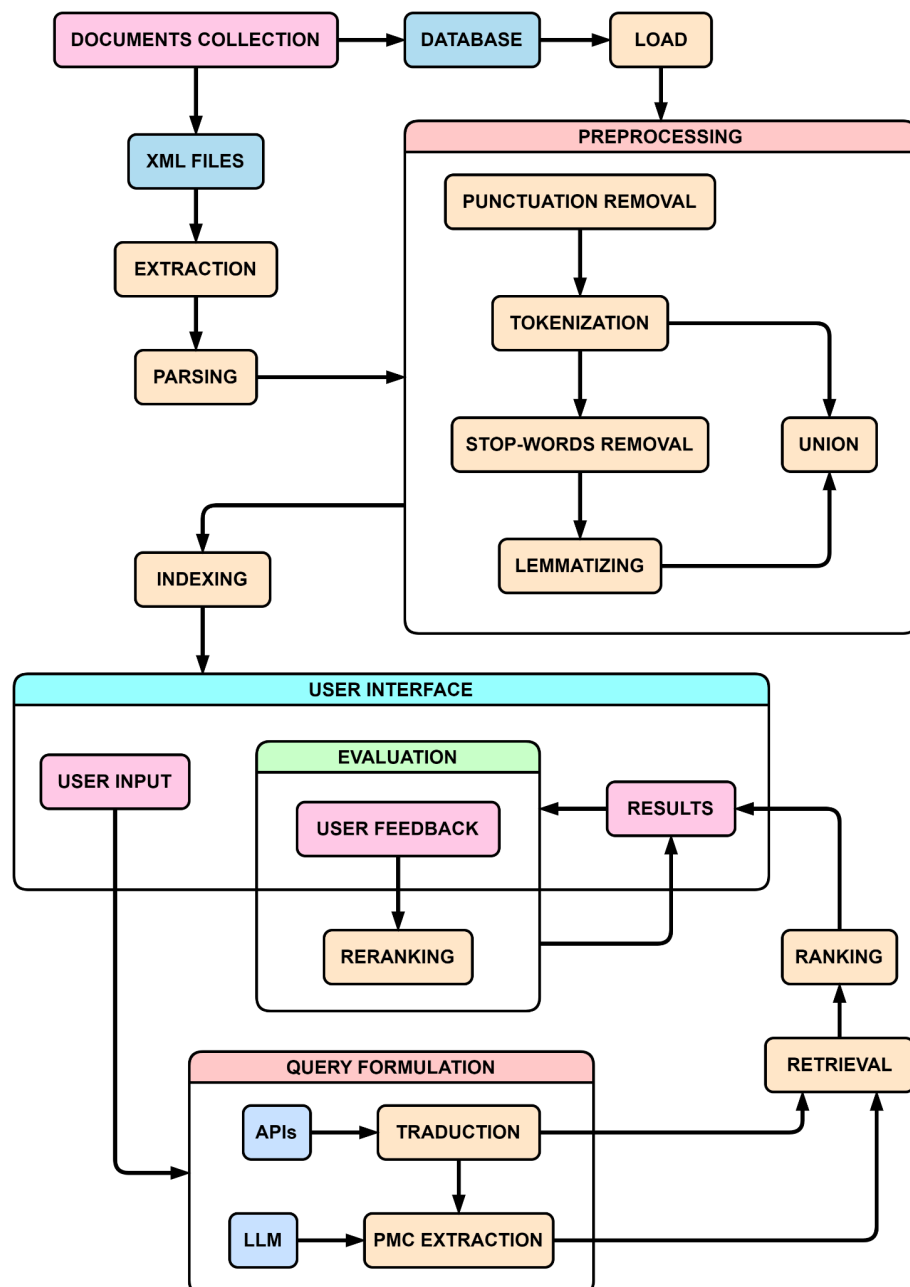 DOCUMENTS COLLECTION
DATABASE
LOAD
XML FILES
EXTRACTION
PARSING
PREPROCESSING
PUNCTUATION REMOVAL
TOKENIZATION
STOP-WORDS REMOVAL
UNION
LEMMATIZING
INDEXING
USER INTERFACE
USER INPUT
EVALUATION
USER FEEDBACK
RESULTS
RERANKING
RANKING
RETRIEVAL
QUERY FORMULATION
APIs
TRADUCTION
LLM
PMC EXTRACTION